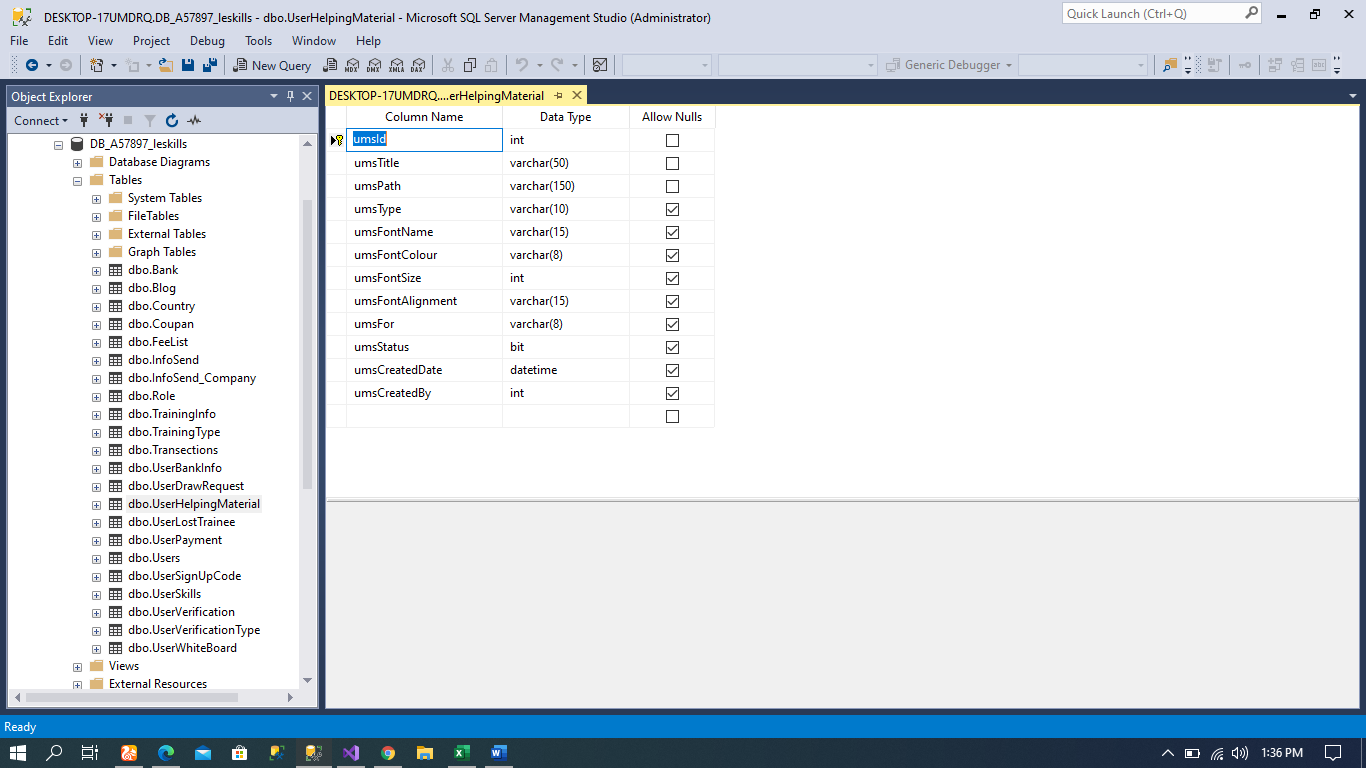 DESKTOP-17UMDRQ.DB_A57897_leskills - dbo.UserHelpingMaterial - Microsoft SQL Server Management Studio (Administrator)
Quick Launch (Ctrl+Q)
File Edit View Project Debug Tools Window Help
New Query MDX DMX XMLA DAX Generic Debugger
Object Explorer
Connect
DB_A57897_leskills
Database Diagrams
Tables
System Tables
FileTables
External Tables
Graph Tables
dbo.Bank
dbo.Blog
dbo.Country
dbo.Coupan
dbo.FeeList
dbo.InfoSend
dbo.InfoSend_Company
dbo.Role
dbo.TrainingInfo
dbo.TrainingType
dbo.Transections
dbo.UserBankInfo
dbo.UserDrawRequest
dbo.UserHelpingMaterial
dbo.UserLostTrainee
dbo.UserPayment
dbo.Users
dbo.UserSignUpCode
dbo.UserSkills
dbo.UserVerification
dbo.UserVerificationType
dbo.UserWhiteBoard
Views
External Resources
DESKTOP-17UMDRQ....erHelpingMaterial
Column Name Data Type Allow Nulls
umsId int
umsTitle varchar(50)
umsPath varchar(150)
umsType varchar(10)
umsFontName varchar(15)
umsFontColour varchar(8)
umsFontSize int
umsFontAlignment varchar(15)
umsFor varchar(8)
umsStatus bit
umsCreatedDate datetime
umsCreatedBy int
Ready
1:36 PM